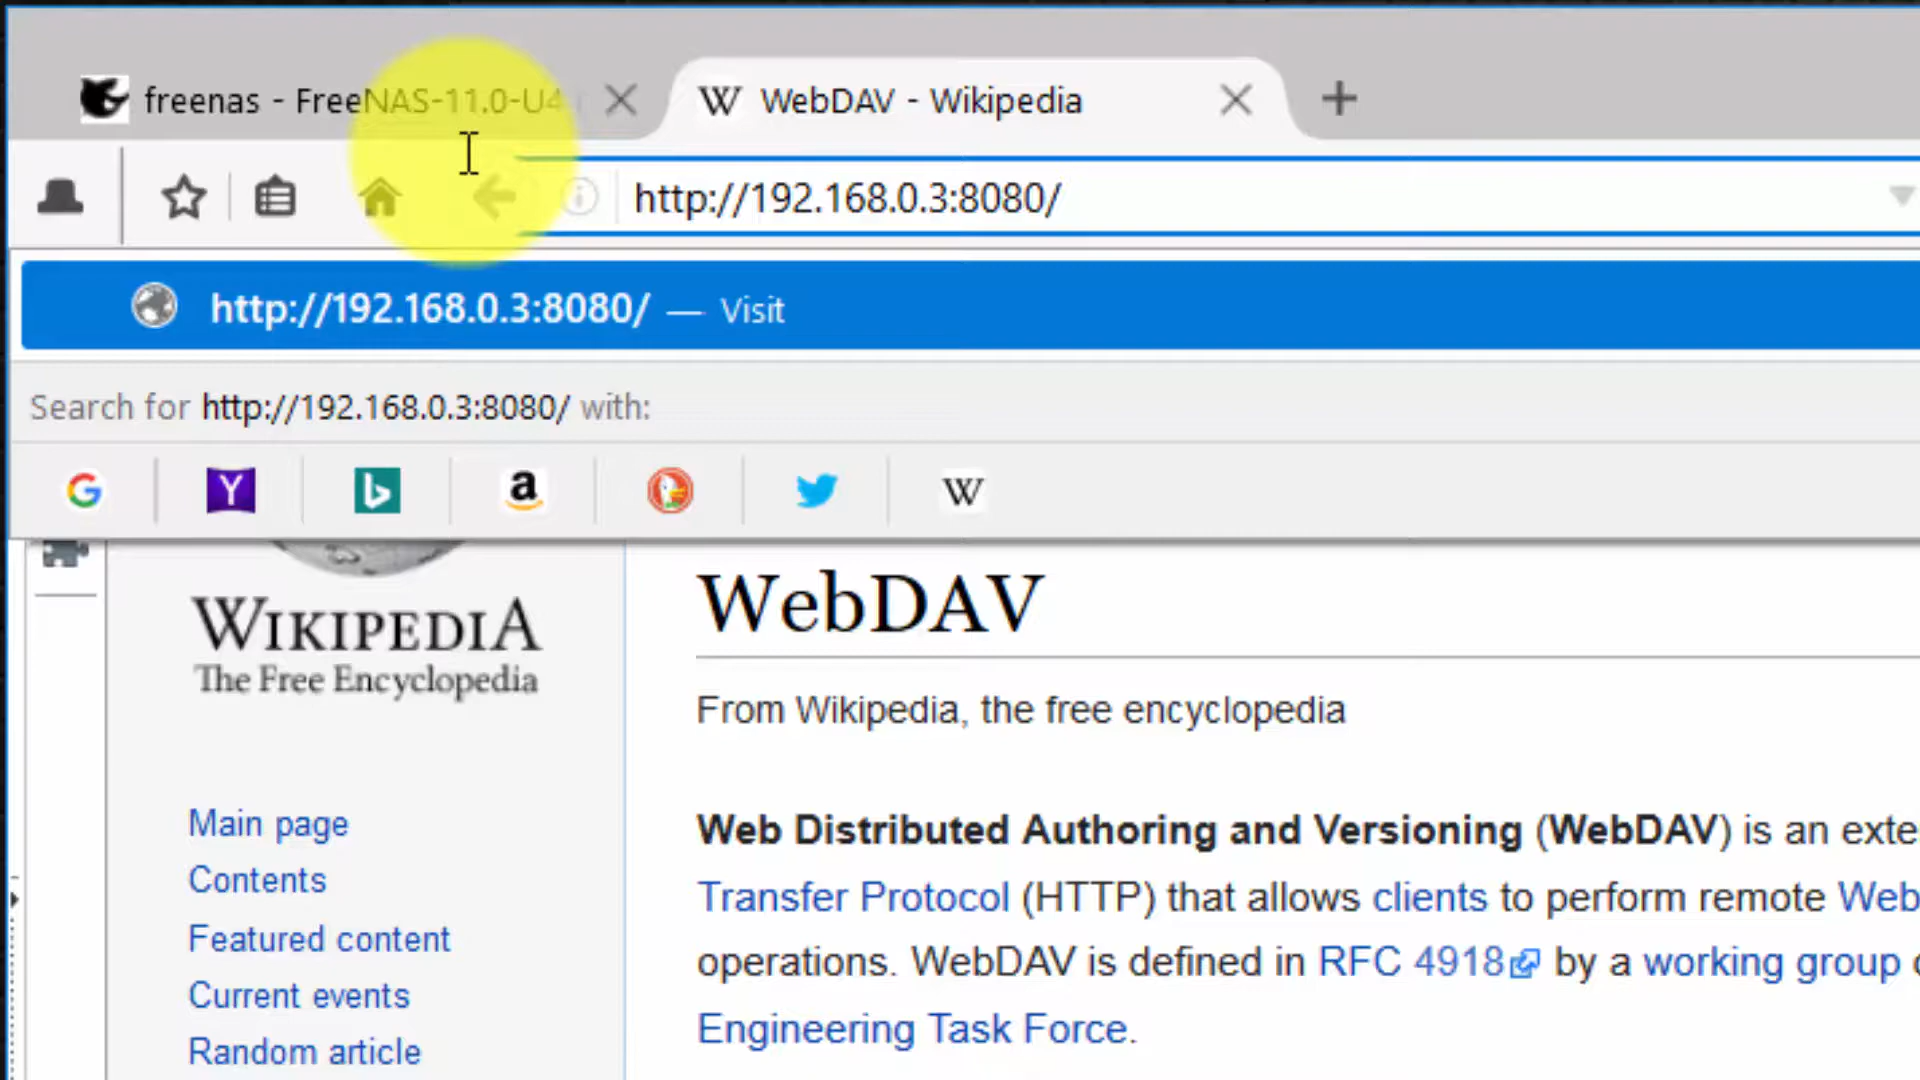 freenas - FreeNAS-11.0-U4
WebDAV - Wikipedia
http://192.168.0.3:8080/
http://192.168.0.3:8080/ — Visit
Search for http://192.168.0.3:8080/ with:
WIKIPEDIA
The Free Encyclopedia
Main page
Contents
Featured content
Current events
Random article
WebDAV
From Wikipedia, the free encyclopedia
Web Distributed Authoring and Versioning (WebDAV) is an exte
Transfer Protocol (HTTP) that allows clients to perform remote Web
operations. WebDAV is defined in RFC 4918 by a working group
Engineering Task Force.